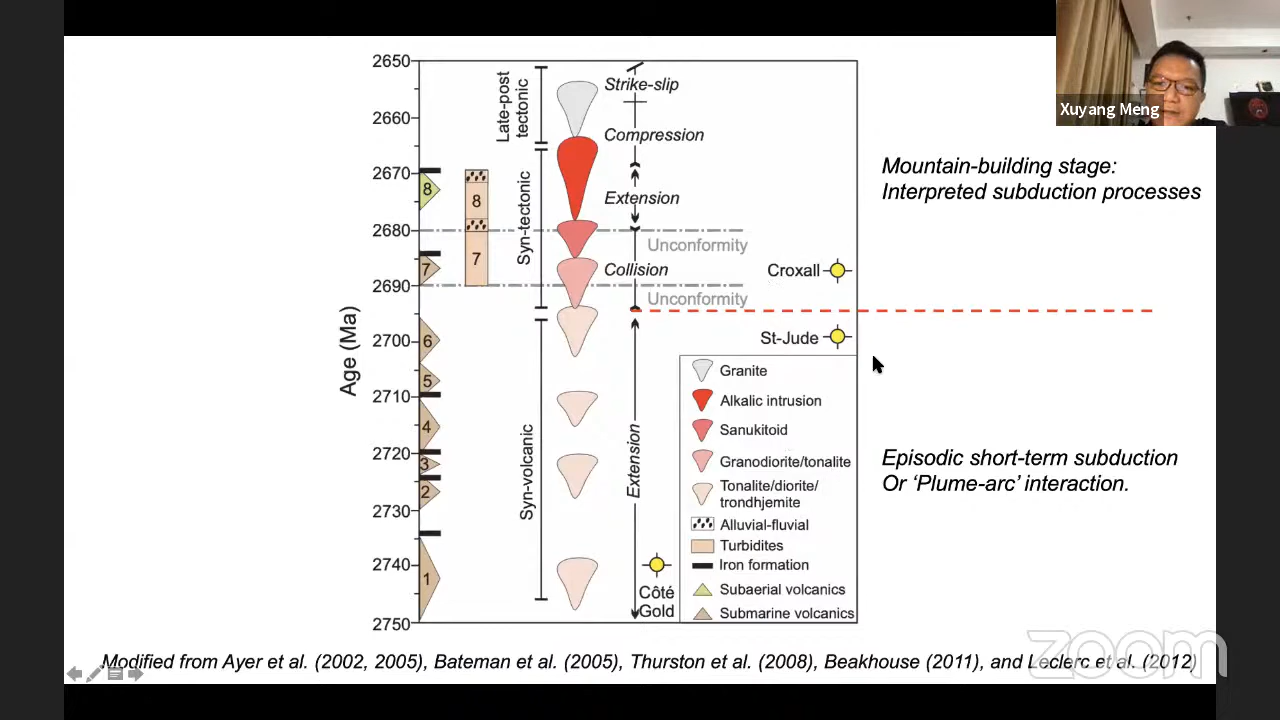 Xuyang Meng
Age (Ma)
2650
2660
2670
2680
2690
2700
2710
2720
2730
2740
2750
8
7
6
5
4
3
2
1
8
7
Late-post
tectonic
Syn-tectonic
Syn-volcanic
Strike-slip
Compression
Extension
Unconformity
Collision
Unconformity
Extension
Croxall
St-Jude
Côté
Gold
Granite
Alkalic intrusion
Sanukitoid
Granodiorite/tonalite
Tonalite/diorite/
trondhjemite
Alluvial-fluvial
Turbidites
Iron formation
Subaerial volcanics
Submarine volcanics
Mountain-building stage:
Interpreted subduction processes
Episodic short-term subduction
Or ‘Plume-arc’ interaction.
Modified from Ayer et al. (2002, 2005), Bateman et al. (2005), Thurston et al. (2008), Beakhouse (2011), and Leclerc et al. (2012)
zoom